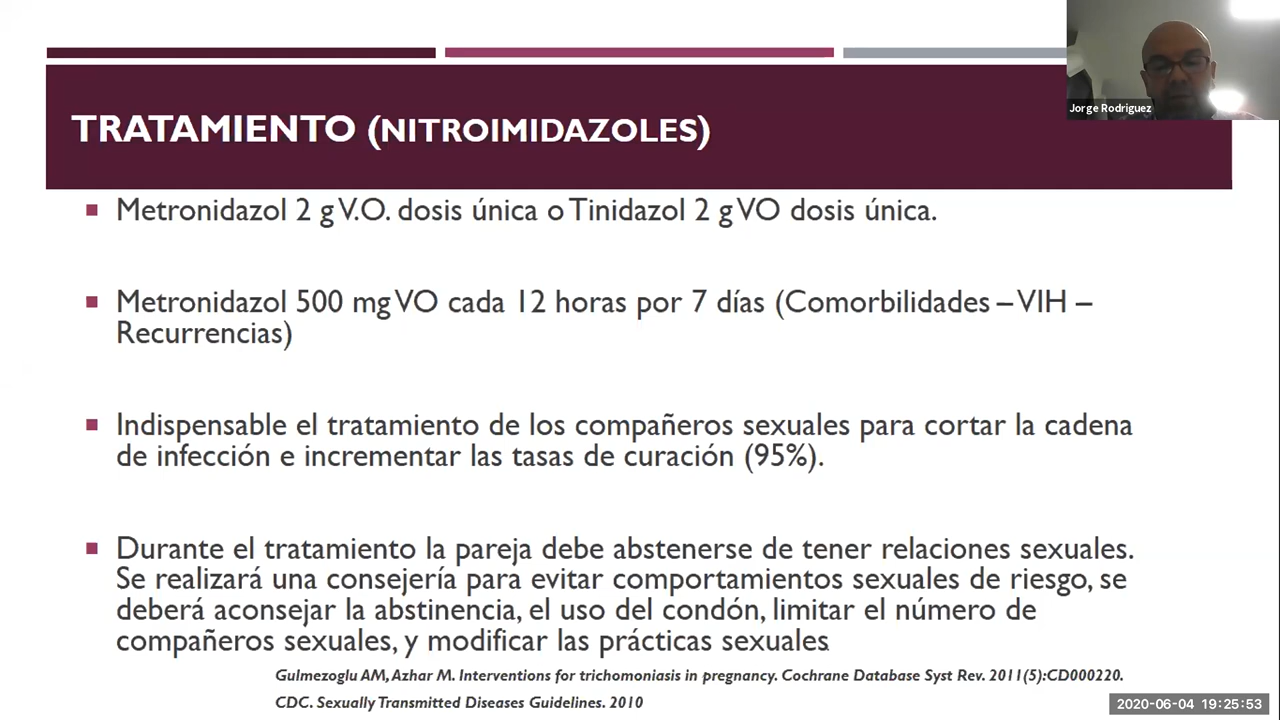 Jorge Rodriguez
TRATAMIENTO (NITROIMIDAZOLES)
Metronidazol 2 g V.O. dosis única o Tinidazol 2 g VO dosis única.
Metronidazol 500 mg VO cada 12 horas por 7 días (Comorbilidades – VIH –
Recurrencias)
Indispensable el tratamiento de los compañeros sexuales para cortar la cadena
de infección e incrementar las tasas de curación (95%).
Durante el tratamiento la pareja debe abstenerse de tener relaciones sexuales.
Se realizará una consejería para evitar comportamientos sexuales de riesgo, se
deberá aconsejar la abstinencia, el uso del condón, limitar el número de
compañeros sexuales, y modificar las prácticas sexuales.
Gulmezoglu AM, Azhar M. Interventions for trichomoniasis in pregnancy. Cochrane Database Syst Rev. 2011(5):CD000220.
CDC. Sexually Transmitted Diseases Guidelines. 2010
2020-06-04 19:25:53